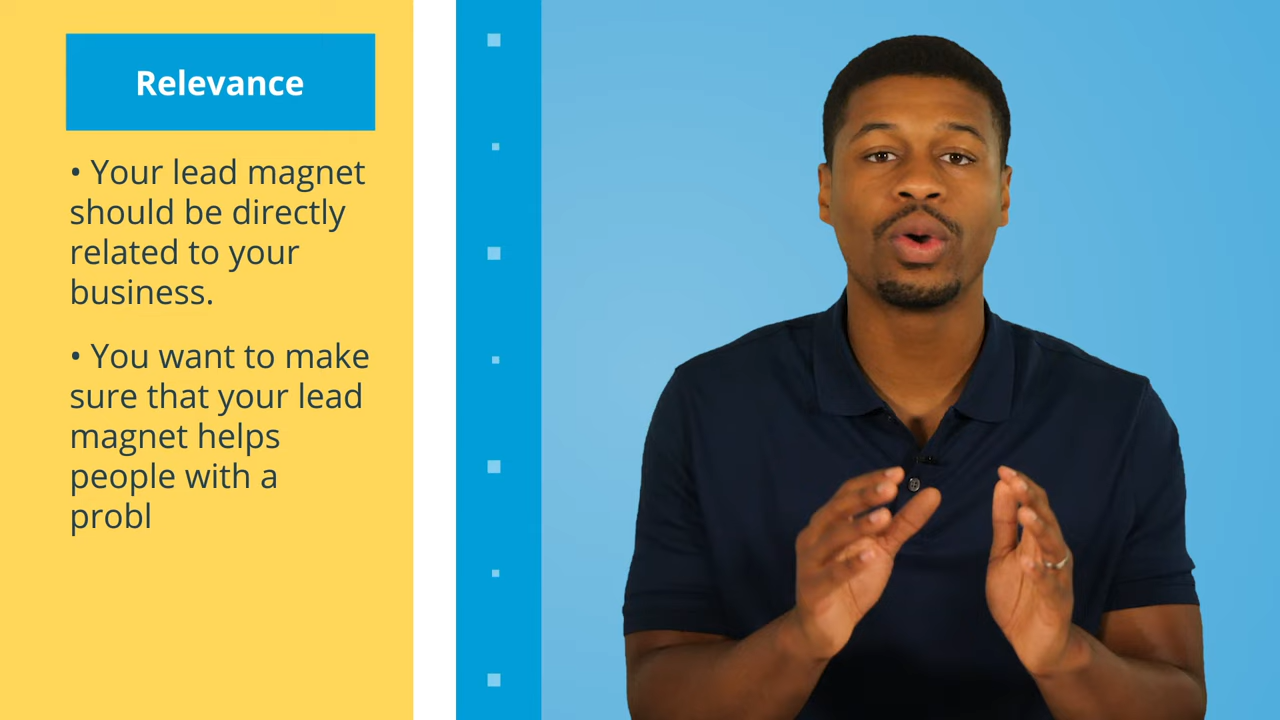 Relevance
• Your lead magnet
should be directly
related to your
business.
• You want to make
sure that your lead
magnet helps
people with a
probl